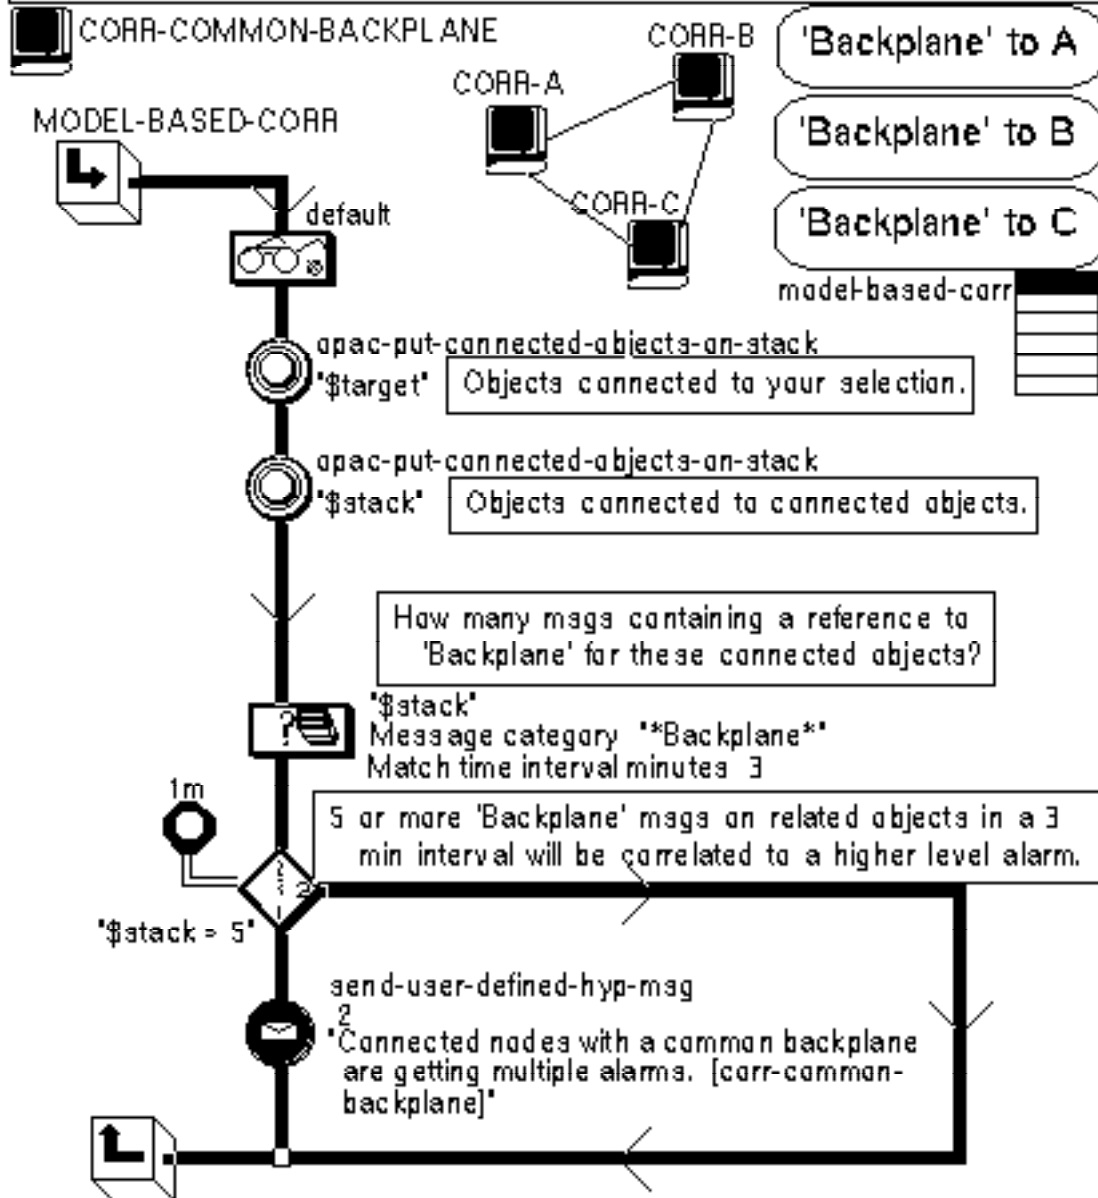 CORR-COMMON-BACKPLANE
CORR-B
'Backplane' to A
CORR-A
MODEL-BASED-CORR
'Backplane' to B
default
CORR-C
'Backplane' to C
model-based-corr
opac-put-connected-objects-on-stack
"$target"
Objects connected to your selection.
opac-put-connected-objects-on-stack
"$stack"
Objects connected to connected objects.
How many msgs containing a reference to
'Backplane' for these connected objects?
?
"$stack"
Message category "*Backplane*"
Match time interval minutes 3
1m
5 or more 'Backplane' msgs on related objects in a 3
min interval will be correlated to a higher level alarm.
2
"$stack > 5"
send-user-defined-hyp-msg
2
"Connected nodes with a common backplane
are getting multiple alarms. [corr-common-
backplane]"